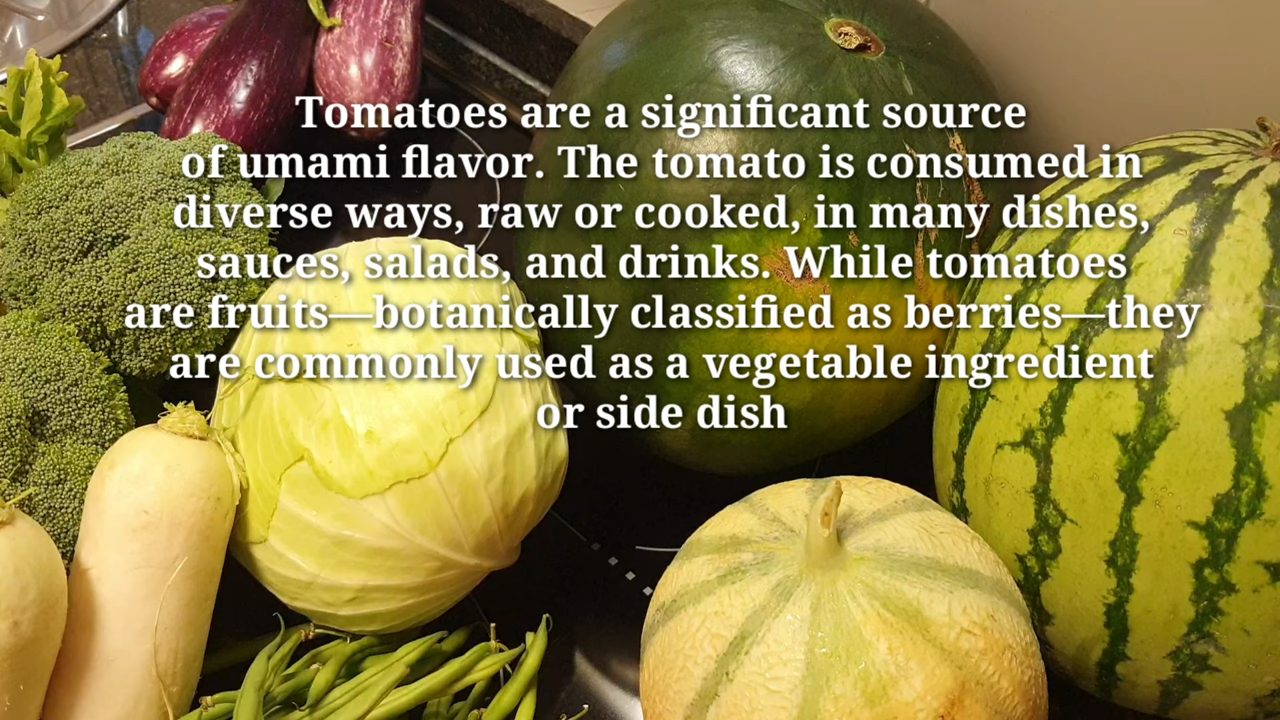 Tomatoes are a significant source
of umami flavor. The tomato is consumed in
diverse ways, raw or cooked, in many dishes,
sauces, salads, and drinks. While tomatoes
are fruits—botanically classified as berries—they
are commonly used as a vegetable ingredient
or side dish